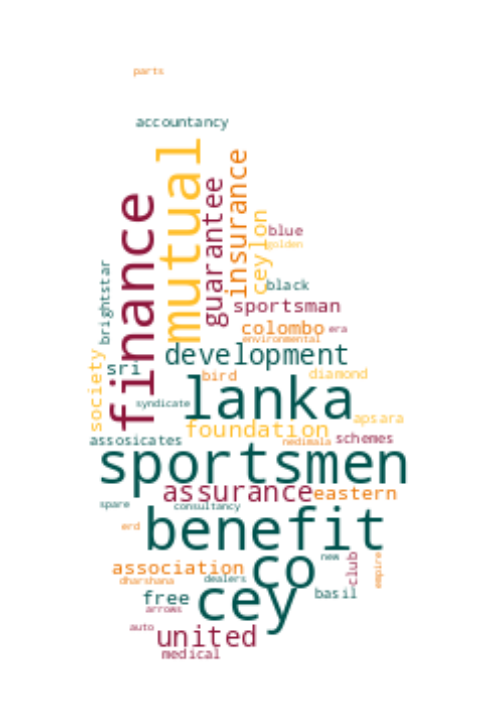 parts
accountancy
mutual
insurance
guarantee
finance
ceylon
blue
golden
brightstar
black
sportsman
colombo
era
environmental
development
society
sri
bird
diamond
lanka
syndicate
apsara
foundation
assosicates
nedimala
schemes
sportsmen
assurance
eastern
spare
consultancy
benefit
erd
new
club
empire
association
co
dharshana
dealers
free
cey
basil
arrows
auto
united
medical